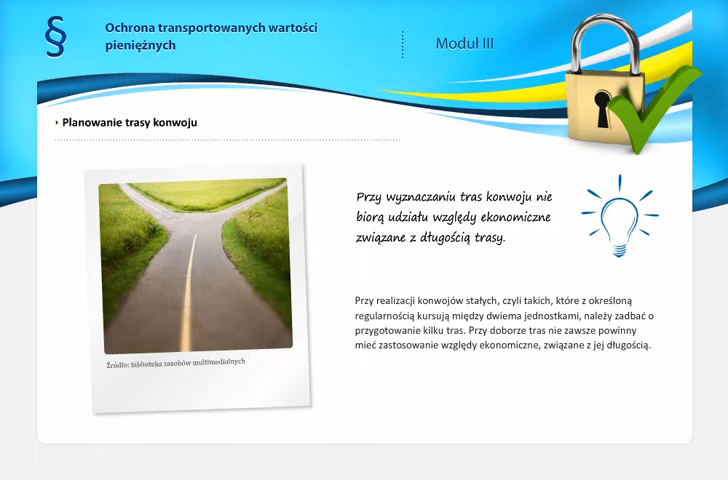 §
Ochrona transportowanych wartości
pieniężnych
Moduł III
Planowanie trasy konwoju
Przy wyznaczaniu tras konwoju nie
biorą udziału względy ekonomiczne
związane z długością trasy.
Przy realizacji konwojów stałych, czyli takich, które z określoną
regularnością kursują między dwiema jednostkami, należy zadbać o
przygotowanie kilku tras. Przy doborze tras nie zawsze powinny
mieć zastosowanie względy ekonomiczne, związane z jej długością.
Źródło: biblioteka zasobów multimedialnych